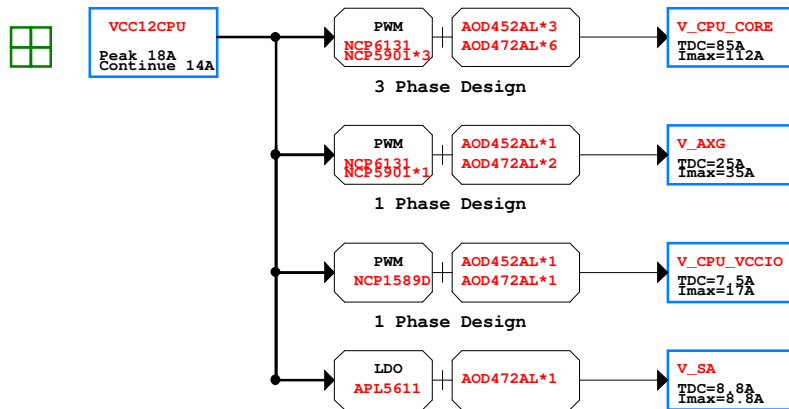 VCC12CPU
Peak 18A
Continue 14A
PWM
NCP6131
NCP5901*3
AOD452AL*3
AOD472AL*6
V_CPU_CORE
TDC=85A
Imax=112A
3 Phase Design
PWM
NCP6131
NCP5901*1
AOD452AL*1
AOD472AL*2
V_AXG
TDC=25A
Imax=35A
1 Phase Design
PWM
NCP1589D
AOD452AL*1
AOD472AL*1
V_CPU_VCCIO
TDC=7.5A
Imax=17A
1 Phase Design
LDO
APL5611
AOD472AL*1
V_SA
TDC=8.8A
Imax=8.8A